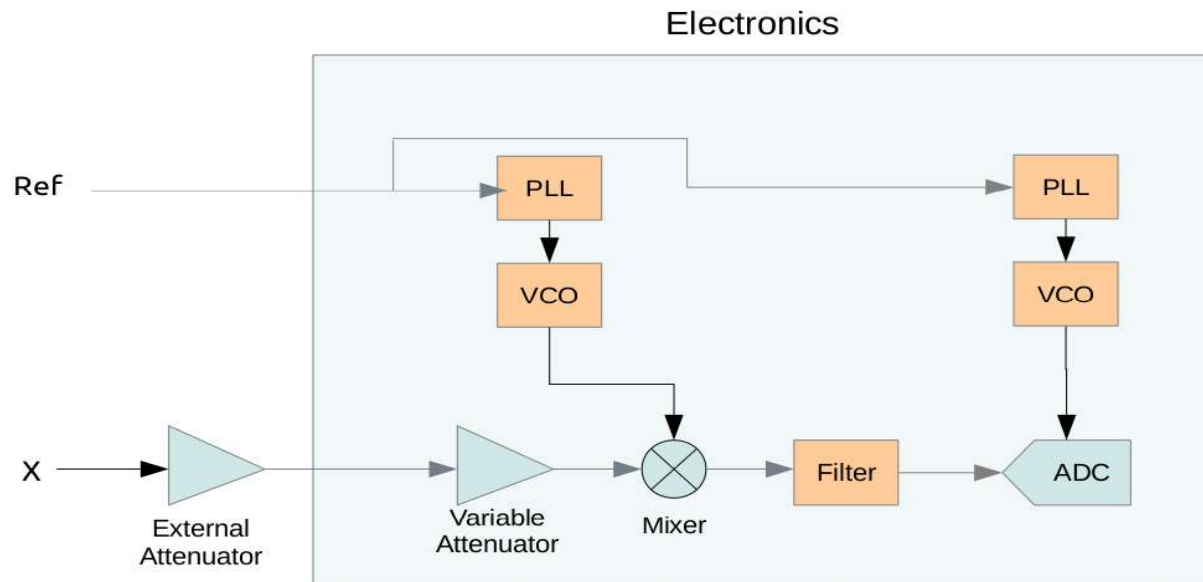 Electronics
Ref
PLL
PLL
VCO
VCO
X
External
Attenuator
Variable
Attenuator
Mixer
Filter
ADC